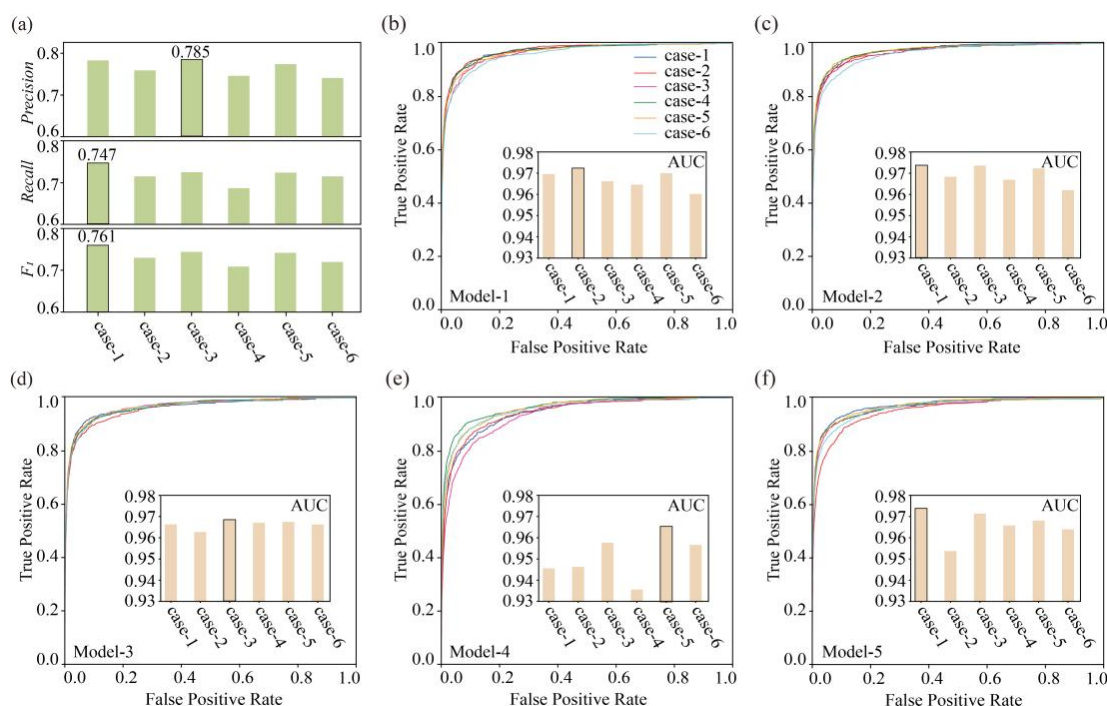 (a)
0.8
0.7
0.6
Precision
0.785
0.8
0.7
0.6
Recall
0.747
0.8
0.7
0.6
F1
0.761
case-1
case-2
case-3
case-4
case-5
case-6
(b)
1.0
0.8
0.6
0.4
0.2
0.0
True Positive Rate
case-1
case-2
case-3
case-4
case-5
case-6
AUC
0.98
0.97
0.96
0.95
0.94
0.93
case-1
case-2
case-3
case-4
case-5
case-6
Model-1
0.0 0.2 0.4 0.6 0.8 1.0
False Positive Rate
(c)
1.0
0.8
0.6
0.4
0.2
0.0
True Positive Rate
AUC
0.98
0.97
0.96
0.95
0.94
0.93
case-1
case-2
case-3
case-4
case-5
case-6
Model-2
0.0 0.2 0.4 0.6 0.8 1.0
False Positive Rate
(d)
1.0
0.8
0.6
0.4
0.2
0.0
True Positive Rate
AUC
0.98
0.97
0.96
0.95
0.94
0.93
case-1
case-2
case-3
case-4
case-5
case-6
Model-3
0.0 0.2 0.4 0.6 0.8 1.0
False Positive Rate
(e)
1.0
0.8
0.6
0.4
0.2
0.0
True Positive Rate
AUC
0.98
0.97
0.96
0.95
0.94
0.93
case-1
case-2
case-3
case-4
case-5
case-6
Model-4
0.0 0.2 0.4 0.6 0.8 1.0
False Positive Rate
(f)
1.0
0.8
0.6
0.4
0.2
0.0
True Positive Rate
AUC
0.98
0.97
0.96
0.95
0.94
0.93
case-1
case-2
case-3
case-4
case-5
case-6
Model-5
0.0 0.2 0.4 0.6 0.8 1.0
False Positive Rate